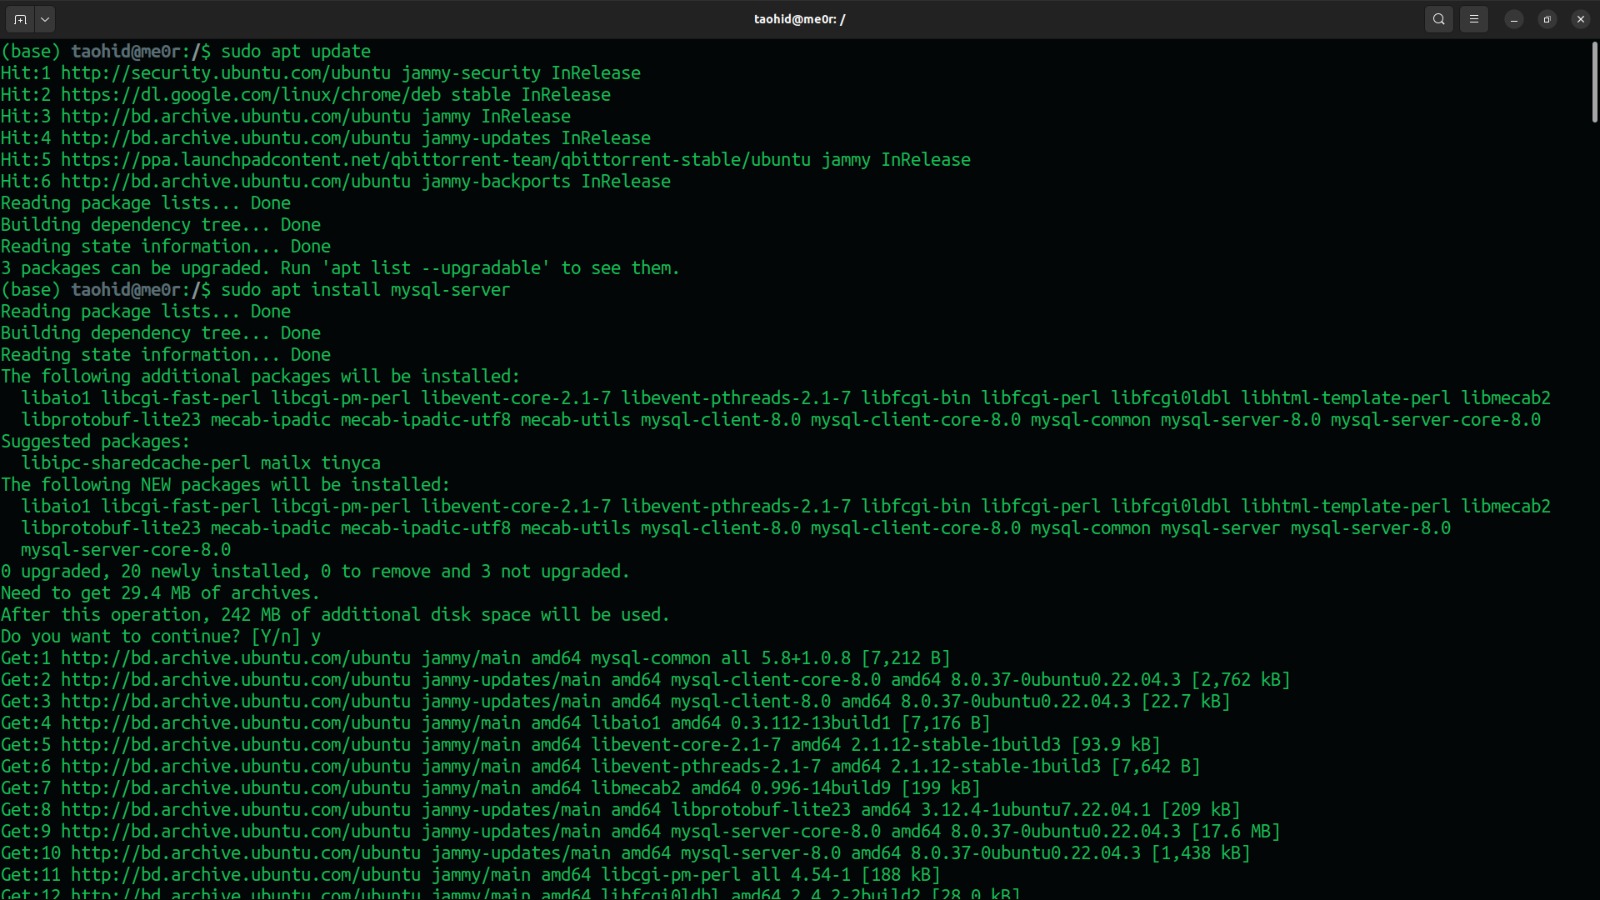 taohid@me0r: /
(base) taohid@me0r:/$ sudo apt update
Hit:1 http://security.ubuntu.com/ubuntu jammy-security InRelease
Hit:2 https://dl.google.com/linux/chrome/deb stable InRelease
Hit:3 http://bd.archive.ubuntu.com/ubuntu jammy InRelease
Hit:4 http://bd.archive.ubuntu.com/ubuntu jammy-updates InRelease
Hit:5 https://ppa.launchpadcontent.net/qbittorrent-team/qbittorrent-stable/ubuntu jammy InRelease
Hit:6 http://bd.archive.ubuntu.com/ubuntu jammy-backports InRelease
Reading package lists... Done
Building dependency tree... Done
Reading state information... Done
3 packages can be upgraded. Run 'apt list --upgradable' to see them.
(base) taohid@me0r:/$ sudo apt install mysql-server
Reading package lists... Done
Building dependency tree... Done
Reading state information... Done
The following additional packages will be installed:
  libaio1 libcgi-fast-perl libcgi-pm-perl libevent-core-2.1-7 libevent-pthreads-2.1-7 libfcgi-bin libfcgi-perl libfcgi0ldbl libhtml-template-perl libmecab2
  libprotobuf-lite23 mecab-ipadic mecab-ipadic-utf8 mecab-utils mysql-client-8.0 mysql-client-core-8.0 mysql-common mysql-server-8.0 mysql-server-core-8.0
Suggested packages:
  libipc-sharedcache-perl mailx tinyca
The following NEW packages will be installed:
  libaio1 libcgi-fast-perl libcgi-pm-perl libevent-core-2.1-7 libevent-pthreads-2.1-7 libfcgi-bin libfcgi-perl libfcgi0ldbl libhtml-template-perl libmecab2
  libprotobuf-lite23 mecab-ipadic mecab-ipadic-utf8 mecab-utils mysql-client-8.0 mysql-client-core-8.0 mysql-common mysql-server mysql-server-8.0
  mysql-server-core-8.0
0 upgraded, 20 newly installed, 0 to remove and 3 not upgraded.
Need to get 29.4 MB of archives.
After this operation, 242 MB of additional disk space will be used.
Do you want to continue? [Y/n] y
Get:1 http://bd.archive.ubuntu.com/ubuntu jammy/main amd64 mysql-common all 5.8+1.0.8 [7,212 B]
Get:2 http://bd.archive.ubuntu.com/ubuntu jammy-updates/main amd64 mysql-client-core-8.0 amd64 8.0.37-0ubuntu0.22.04.3 [2,762 kB]
Get:3 http://bd.archive.ubuntu.com/ubuntu jammy-updates/main amd64 mysql-client-8.0 amd64 8.0.37-0ubuntu0.22.04.3 [22.7 kB]
Get:4 http://bd.archive.ubuntu.com/ubuntu jammy/main amd64 libaio1 amd64 0.3.112-13build1 [7,176 B]
Get:5 http://bd.archive.ubuntu.com/ubuntu jammy/main amd64 libevent-core-2.1-7 amd64 2.1.12-stable-1build3 [93.9 kB]
Get:6 http://bd.archive.ubuntu.com/ubuntu jammy/main amd64 libevent-pthreads-2.1-7 amd64 2.1.12-stable-1build3 [7,642 B]
Get:7 http://bd.archive.ubuntu.com/ubuntu jammy/main amd64 libmecab2 amd64 0.996-14build9 [199 kB]
Get:8 http://bd.archive.ubuntu.com/ubuntu jammy-updates/main amd64 libprotobuf-lite23 amd64 3.12.4-1ubuntu7.22.04.1 [209 kB]
Get:9 http://bd.archive.ubuntu.com/ubuntu jammy-updates/main amd64 mysql-server-core-8.0 amd64 8.0.37-0ubuntu0.22.04.3 [17.6 MB]
Get:10 http://bd.archive.ubuntu.com/ubuntu jammy-updates/main amd64 mysql-server-8.0 amd64 8.0.37-0ubuntu0.22.04.3 [1,438 kB]
Get:11 http://bd.archive.ubuntu.com/ubuntu jammy/main amd64 libcgi-pm-perl all 4.54-1 [188 kB]
Get:12 http://bd.archive.ubuntu.com/ubuntu jammy/main amd64 libfcgi0ldbl amd64 2.4.2-2build2 [28.0 kB]